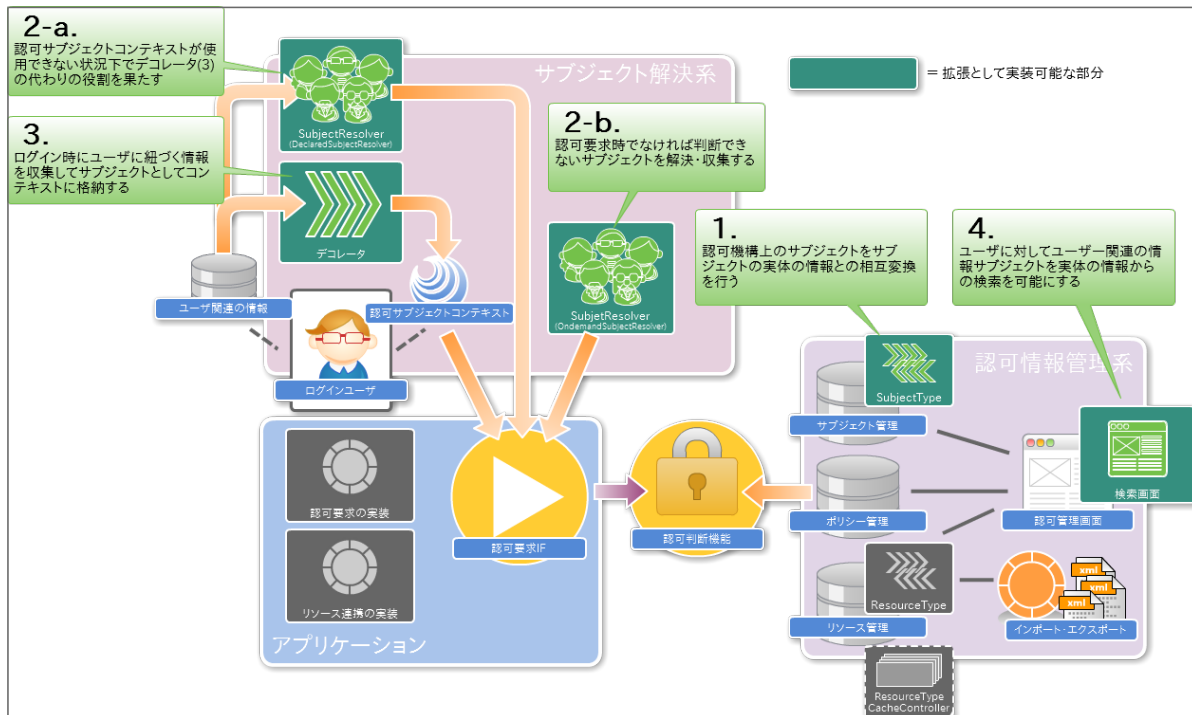 2-a.
認可サブジェクトコンテキストが使
用できない状況下でデコレータ(3)
の代わりの役割を果たす
3.
ログイン時にユーザに紐づく情報
を収集してサブジェクトとしてコン
テキストに格納する
サブジェクト解決系
SubjectResolver
(DeclaredSubjectResolver)
デコレータ
= 拡張として実装可能な部分
2-b.
認可要求時でなければ判断でき
ないサブジェクトを解決・収集する
SubjetResolver
(OndemandSubjectResolver)
1.
認可機構上のサブジェクトをサブ
ジェクトの実体の情報との相互変換
を行う
4.
ユーザに対してユーザー関連の情
報サブジェクトを実体の情報から
の検索を可能にする
ユーザ関連の情報
認可サブジェクトコンテキスト
ログインユーザ
認可情報管理系
SubjectType
サブジェクト管理
検索画面
ポリシー管理
認可管理画面
ResourceType
リソース管理
xml
xml
xml
インポート・エクスポート
ResourceType
CacheController
認可要求の実装
リソース連携の実装
認可要求IF
認可判断機能
アプリケーション